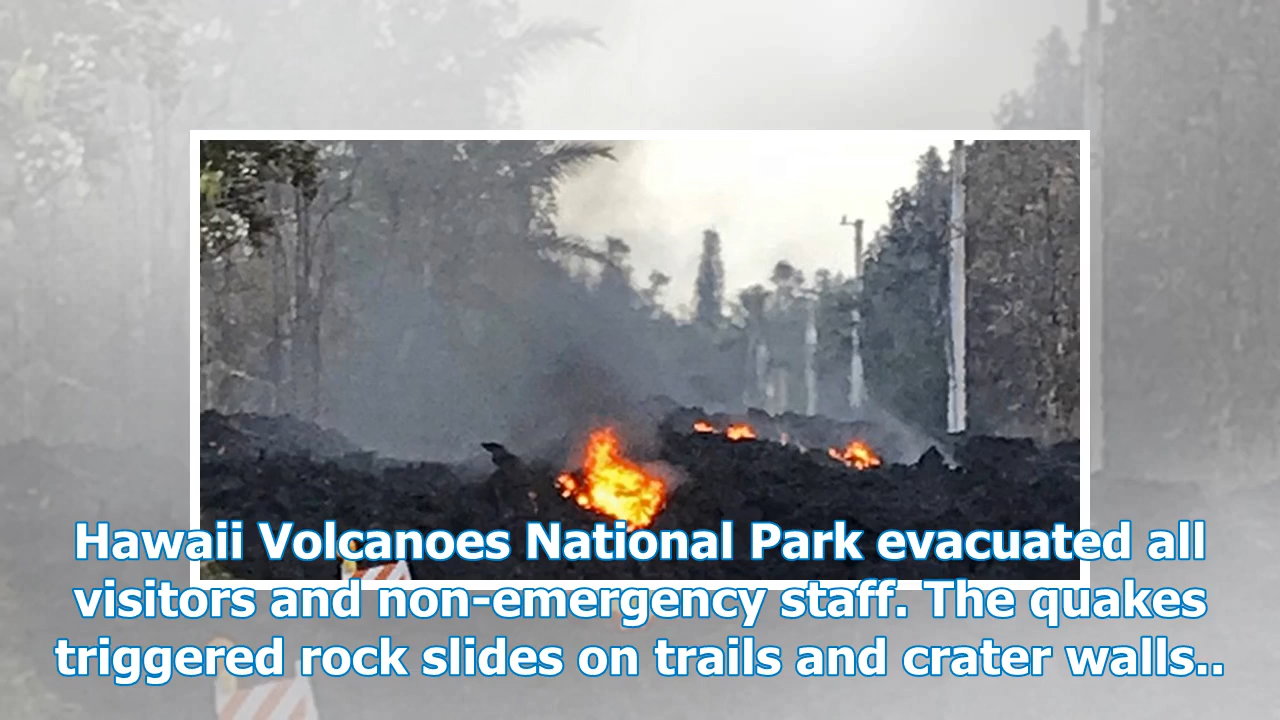 Hawaii Volcanoes National Park evacuated all
visitors and non-emergency staff. The quakes
triggered rock slides on trails and crater walls..